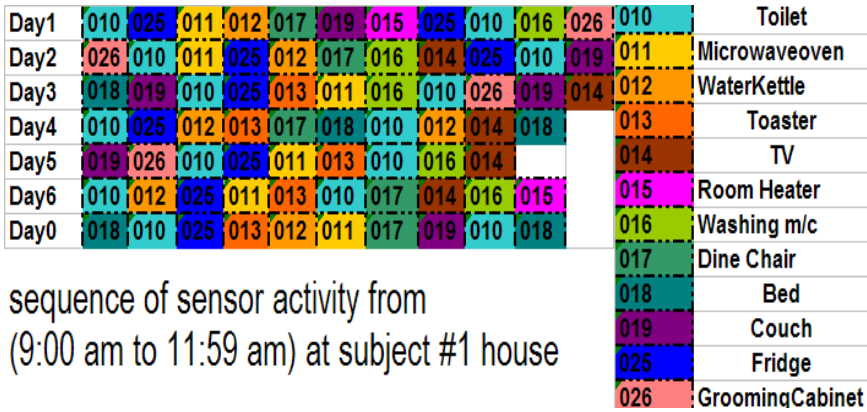 Day1 010 025 011 012 017 019 015 025 010 016 026
Day2 026 010 011 025 012 017 016 014 025 010 019
Day3 018 019 010 025 013 011 016 010 026 019 014
Day4 010 025 012 013 017 018 010 012 014 018
Day5 019 026 010 025 011 013 010 016 014
Day6 010 012 025 011 013 010 017 014 016 015
Day0 018 010 025 013 012 011 017 019 010 018
sequence of sensor activity from
(9:00 am to 11:59 am) at subject #1 house
010 Toilet
011 Microwaveoven
012 WaterKettle
013 Toaster
014 TV
015 Room Heater
016 Washing m/c
017 Dine Chair
018 Bed
019 Couch
025 Fridge
026 GroomingCabinet